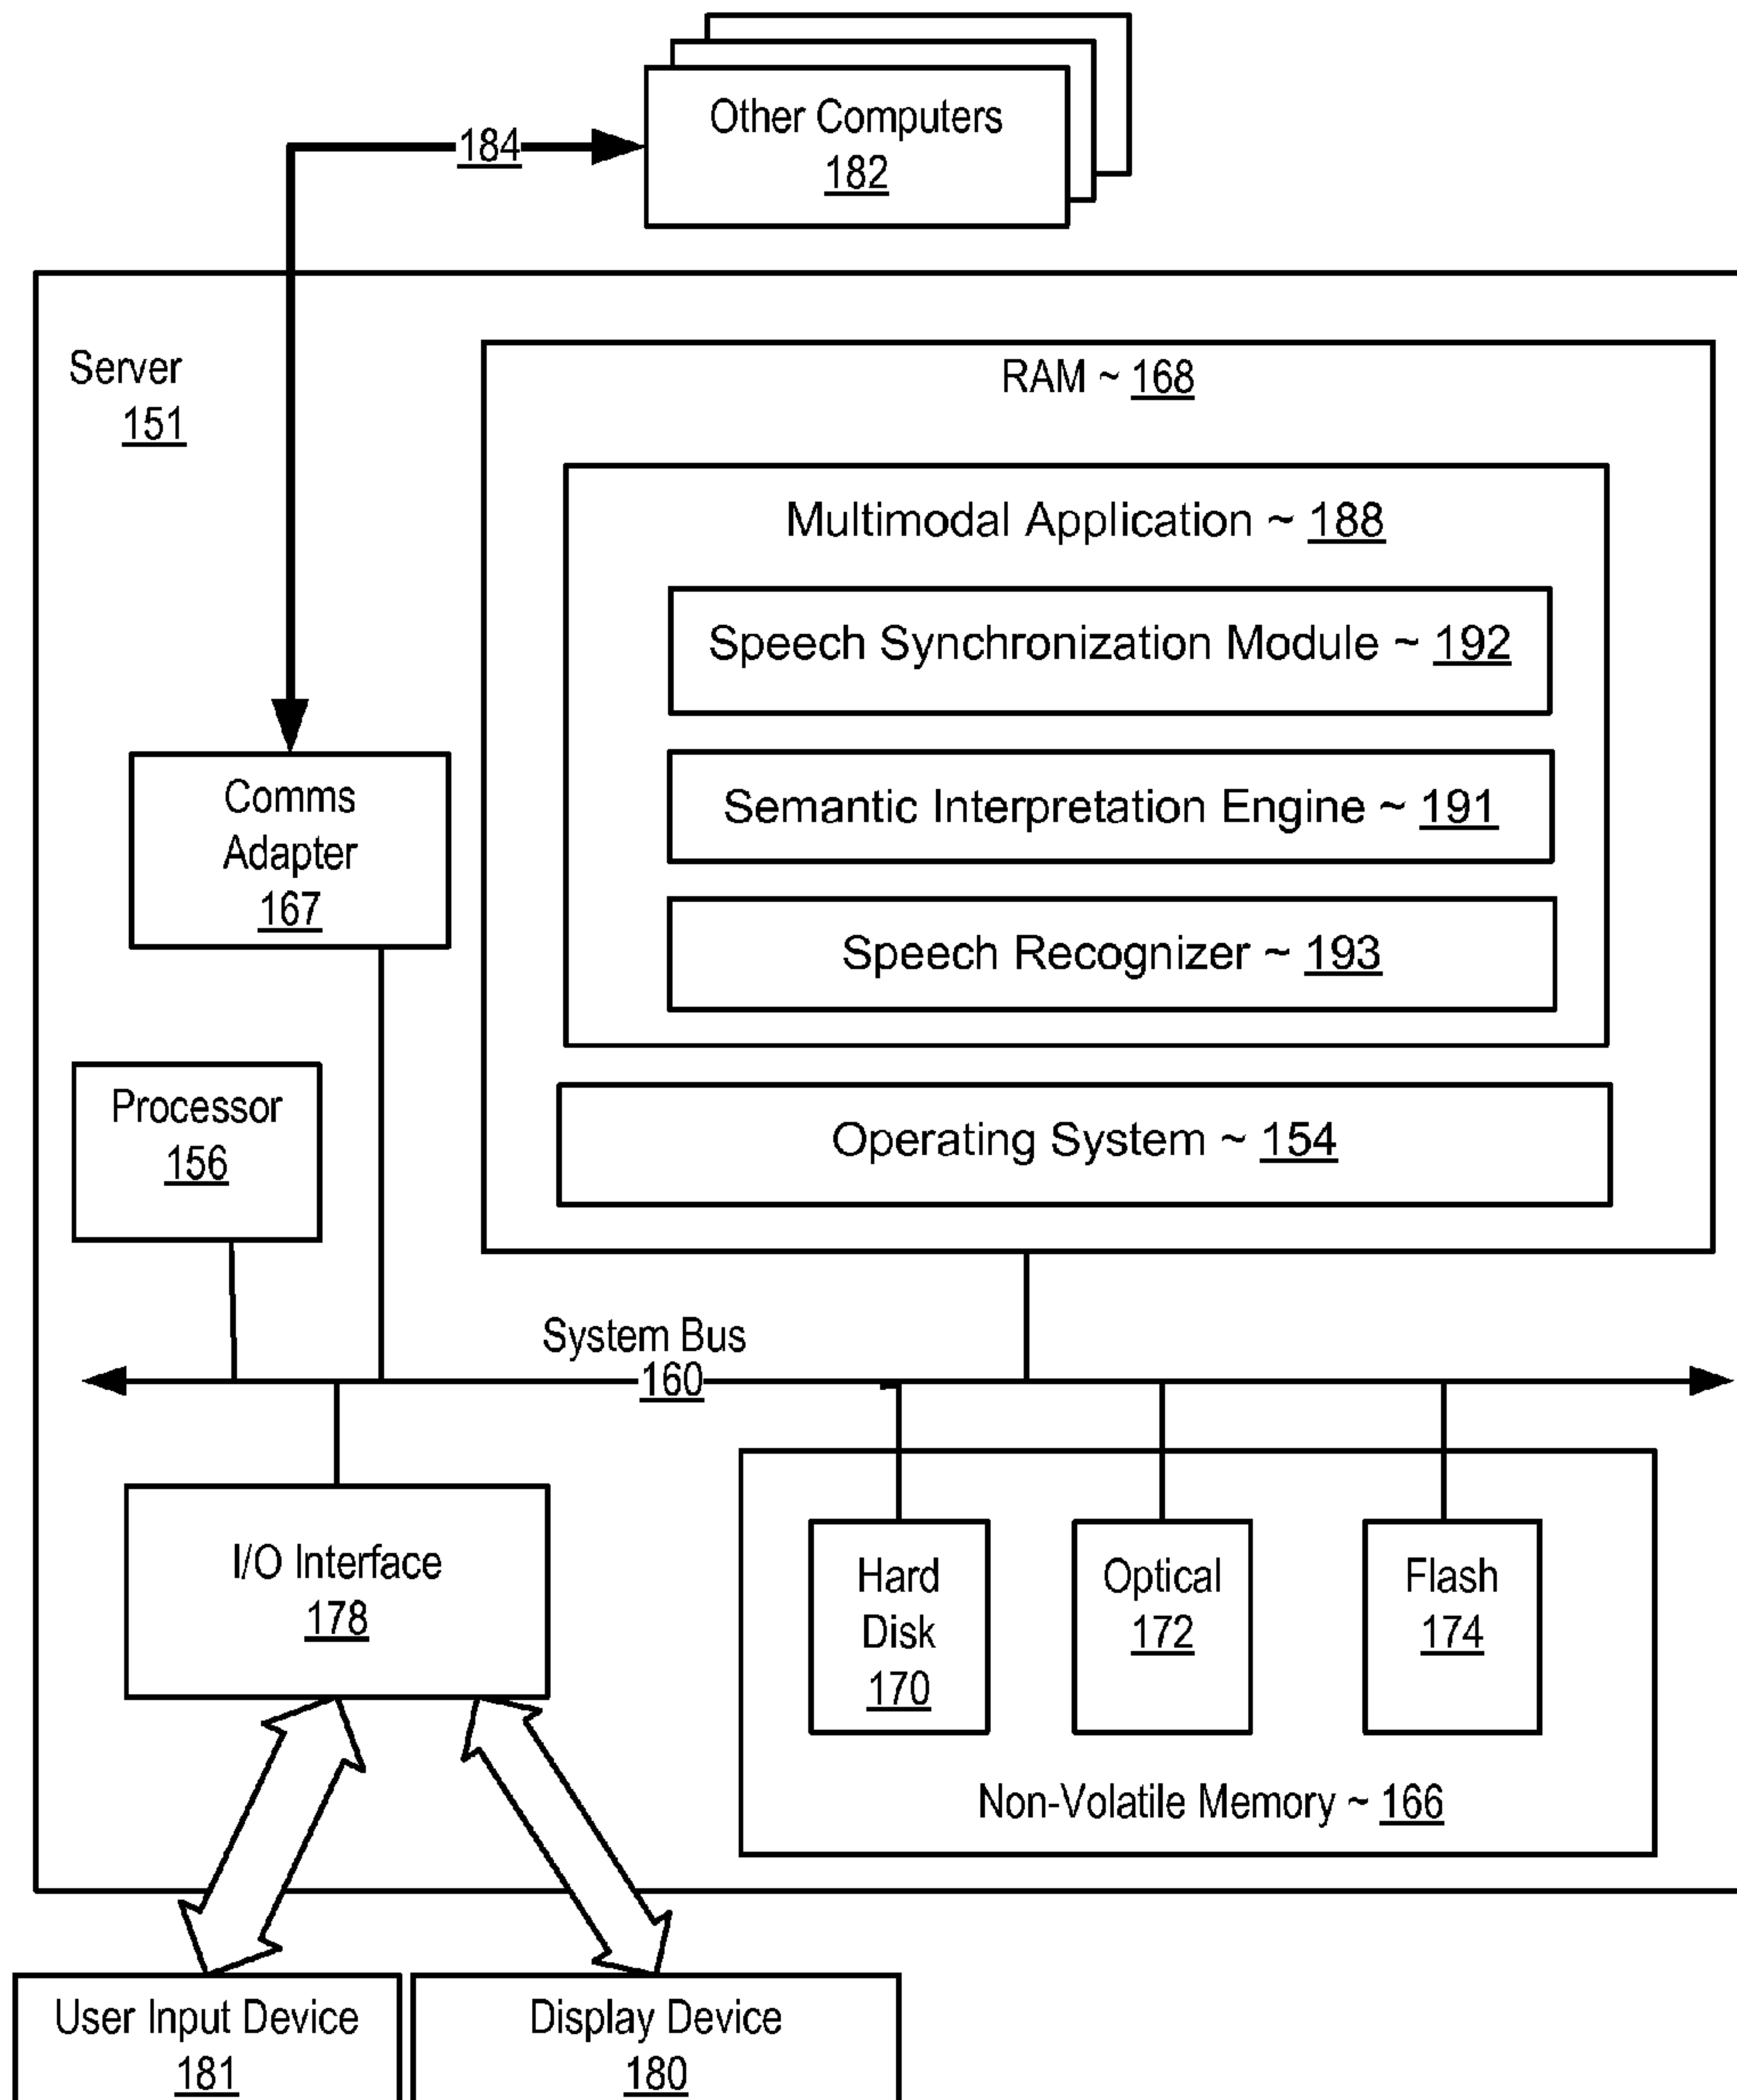 Other Computers
182
184
Server
151
RAM ~ 168
Multimodal Application ~ 188
Speech Synchronization Module ~ 192
Semantic Interpretation Engine ~ 191
Speech Recognizer ~ 193
Operating System ~ 154
Comms
Adapter
167
Processor
156
System Bus
160
I/O Interface
178
Hard
Disk
170
Optical
172
Flash
174
Non-Volatile Memory ~ 166
User Input Device
181
Display Device
180